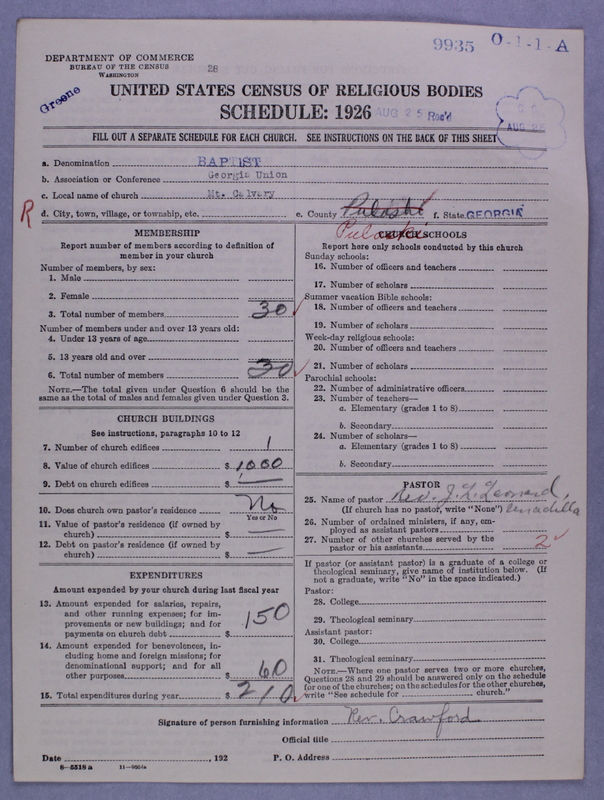 9935 O-1-1-A
DEPARTMENT OF COMMERCE
BUREAU OF THE CENSUS
WASHINGTON
28
Greene
UNITED STATES CENSUS OF RELIGIOUS BODIES
SCHEDULE: 1926
AUG 25 Rec'd
AUG 25
FILL OUT A SEPARATE SCHEDULE FOR EACH CHURCH. SEE INSTRUCTIONS ON THE BACK OF THIS SHEET
a. Denomination BAPTIST
b. Association or Conference Georgia Union
c. Local name of church Mt. Calvary
R d. City, town, village, or township, etc. e. County Pulaski f. State GEORGIA
Pulaski
MEMBERSHIP
Report number of members according to definition of
member in your church
Number of members, by sex:
1. Male
2. Female
3. Total number of members 30
Number of members under and over 13 years old:
4. Under 13 years of age
5. 13 years old and over
6. Total number of members 30
NOTE.—The total given under Question 6 should be the
same as the total of males and females given under Question 3.
CHURCH BUILDINGS
See instructions, paragraphs 10 to 12
7. Number of church edifices 1
8. Value of church edifices $ 1000
9. Debt on church edifices $ —
10. Does church own pastor's residence No
Yes or No
11. Value of pastor's residence (if owned by
church) $ —
12. Debt on pastor's residence (if owned by
church) $ —
EXPENDITURES
Amount expended by your church during last fiscal year
13. Amount expended for salaries, repairs,
and other running expenses; for im-
provements or new buildings; and for
payments on church debt $ 150
14. Amount expended for benevolences, in-
cluding home and foreign missions; for
denominational support; and for all
other purposes $ 60
15. Total expenditures during year $ 210
CHURCH SCHOOLS
Report here only schools conducted by this church
Sunday schools:
16. Number of officers and teachers
17. Number of scholars
Summer vacation Bible schools:
18. Number of officers and teachers
19. Number of scholars
Week-day religious schools:
20. Number of officers and teachers
21. Number of scholars
Parochial schools:
22. Number of administrative officers
23. Number of teachers—
a. Elementary (grades 1 to 8)
b. Secondary
24. Number of scholars—
a. Elementary (grades 1 to 8)
b. Secondary
PASTOR
25. Name of pastor Rev. J. L. Leonard,
(If church has no pastor, write "None") Unadilla
26. Number of ordained ministers, if any, em-
ployed as assistant pastors
27. Number of other churches served by the
pastor or his assistants 2
If pastor (or assistant pastor) is a graduate of a college or
theological seminary, give name of institution below. (If
not a graduate, write "No" in the space indicated.)
Pastor:
28. College
29. Theological seminary
Assistant pastor:
30. College
31. Theological seminary
NOTE.—Where one pastor serves two or more churches,
Questions 28 and 29 should be answered only on the schedule
for one of the churches; on the schedules for the other churches,
write "See schedule for church."
Signature of person furnishing information Rev. Crawford
Official title
Date , 192 P. O. Address
8—5518 a